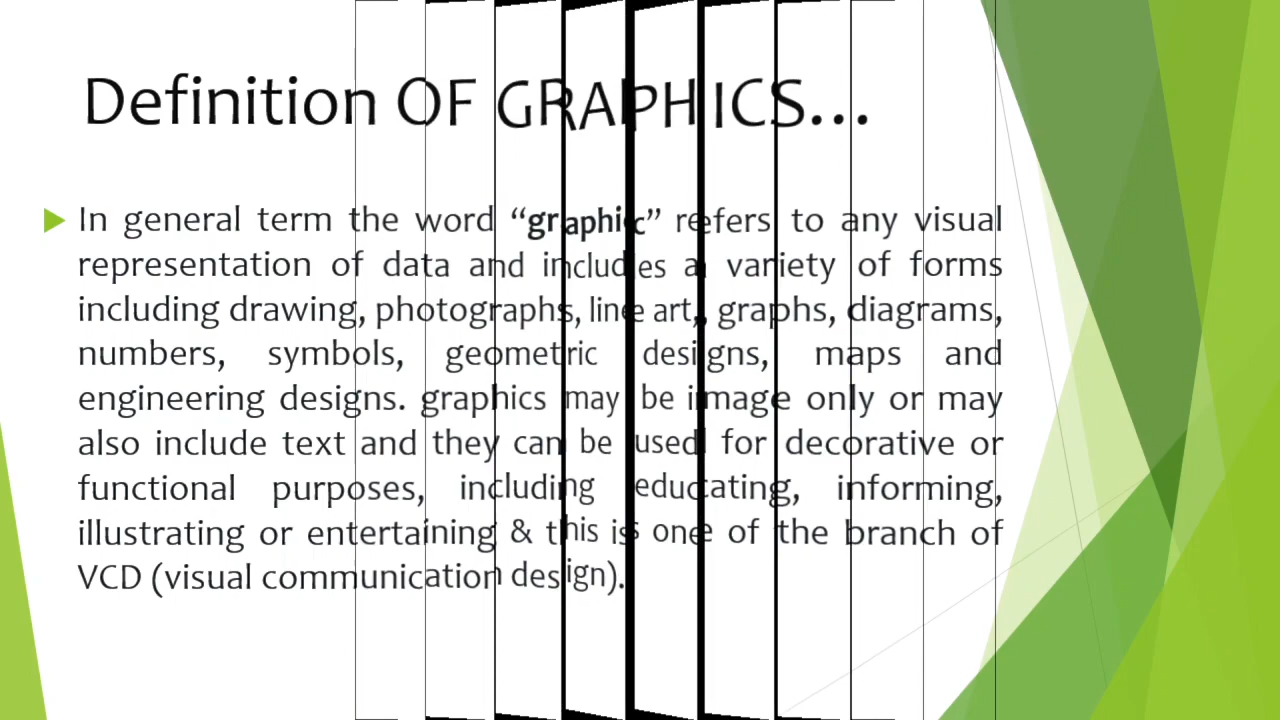 Definition OF GRAPHICS...
In general term the word “graphic” refers to any visual
representation of data and includes a variety of forms
including drawing, photographs, line art,, graphs, diagrams,
numbers, symbols, geometric designs, maps and
engineering designs. graphics may be image only or may
also include text and they can be used for decorative or
functional purposes, including educating, informing,
illustrating or entertaining & this is one of the branch of
VCD (visual communication design).